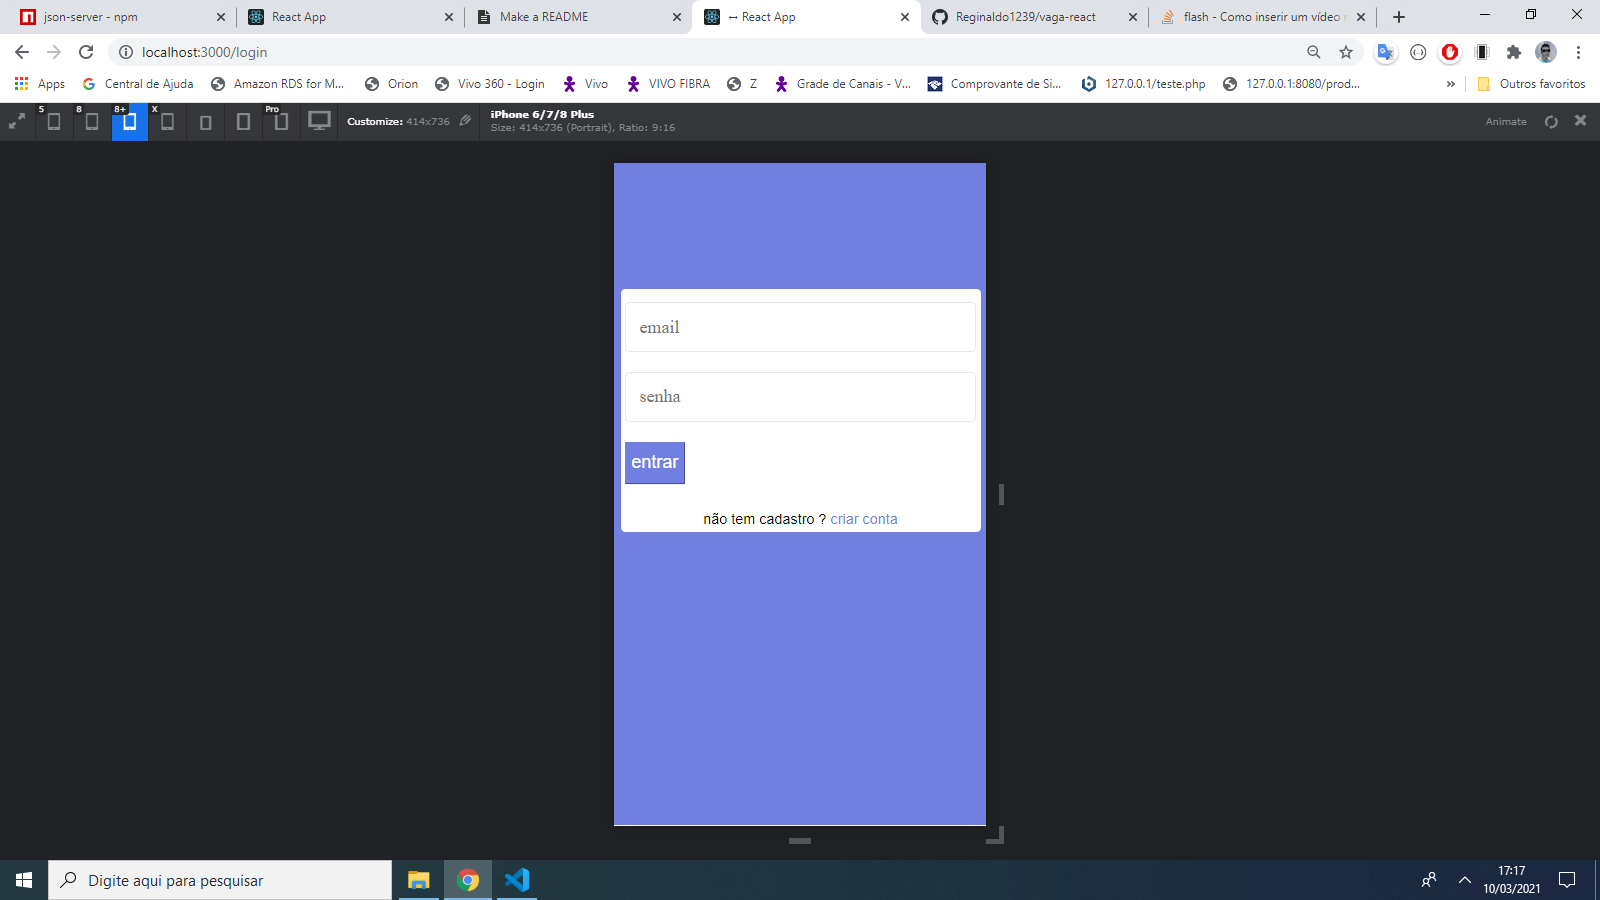 json-server - npm
React App
Make a README
↔ React App
Reginaldo1239/vaga-react
flash - Como inserir um vídeo
localhost:3000/login
Apps
Central de Ajuda
Amazon RDS for M...
Orion
Vivo 360 - Login
Vivo
VIVO FIBRA
Z
Grade de Canais - V...
Comprovante de Si...
127.0.0.1/teste.php
127.0.0.1:8080/prod...
»
Outros favoritos
5
8
8+
X
Pro
Customize: 414x736
iPhone 6/7/8 Plus
Size: 414x736 (Portrait), Ratio: 9:16
Animate
email
senha
entrar
não tem cadastro ? criar conta
Digite aqui para pesquisar
17:17
10/03/2021